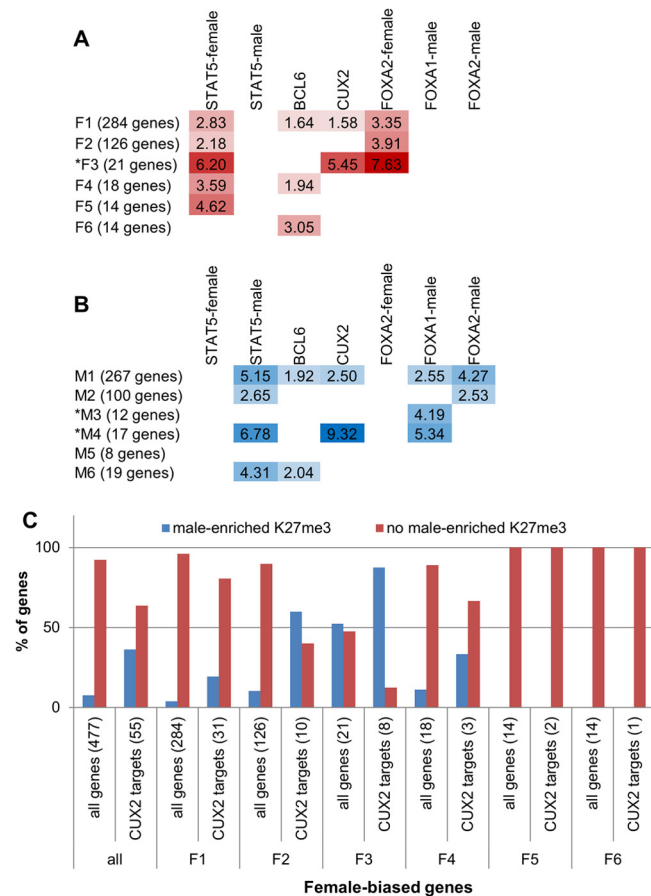 A
STAT5-female
STAT5-male
BCL6
CUX2
FOXA2-female
FOXA1-male
FOXA2-male
F1 (284 genes) 2.83 1.64 1.58 3.35
F2 (126 genes) 2.18 3.91
*F3 (21 genes) 6.20 5.45 7.63
F4 (18 genes) 3.59 1.94
F5 (14 genes) 4.62
F6 (14 genes) 3.05
B
STAT5-female
STAT5-male
BCL6
CUX2
FOXA2-female
FOXA1-male
FOXA2-male
M1 (267 genes) 5.15 1.92 2.50 2.55 4.27
M2 (100 genes) 2.65 2.53
*M3 (12 genes) 4.19
*M4 (17 genes) 6.78 9.32 5.34
M5 (8 genes)
M6 (19 genes) 4.31 2.04
C
male-enriched K27me3 no male-enriched K27me3
% of genes
100
50
0
all genes (477)
CUX2 targets (55)
all genes (284)
CUX2 targets (31)
all genes (126)
CUX2 targets (10)
all genes (21)
CUX2 targets (8)
all genes (18)
CUX2 targets (3)
all genes (14)
CUX2 targets (2)
all genes (14)
CUX2 targets (1)
all F1 F2 F3 F4 F5 F6
Female-biased genes